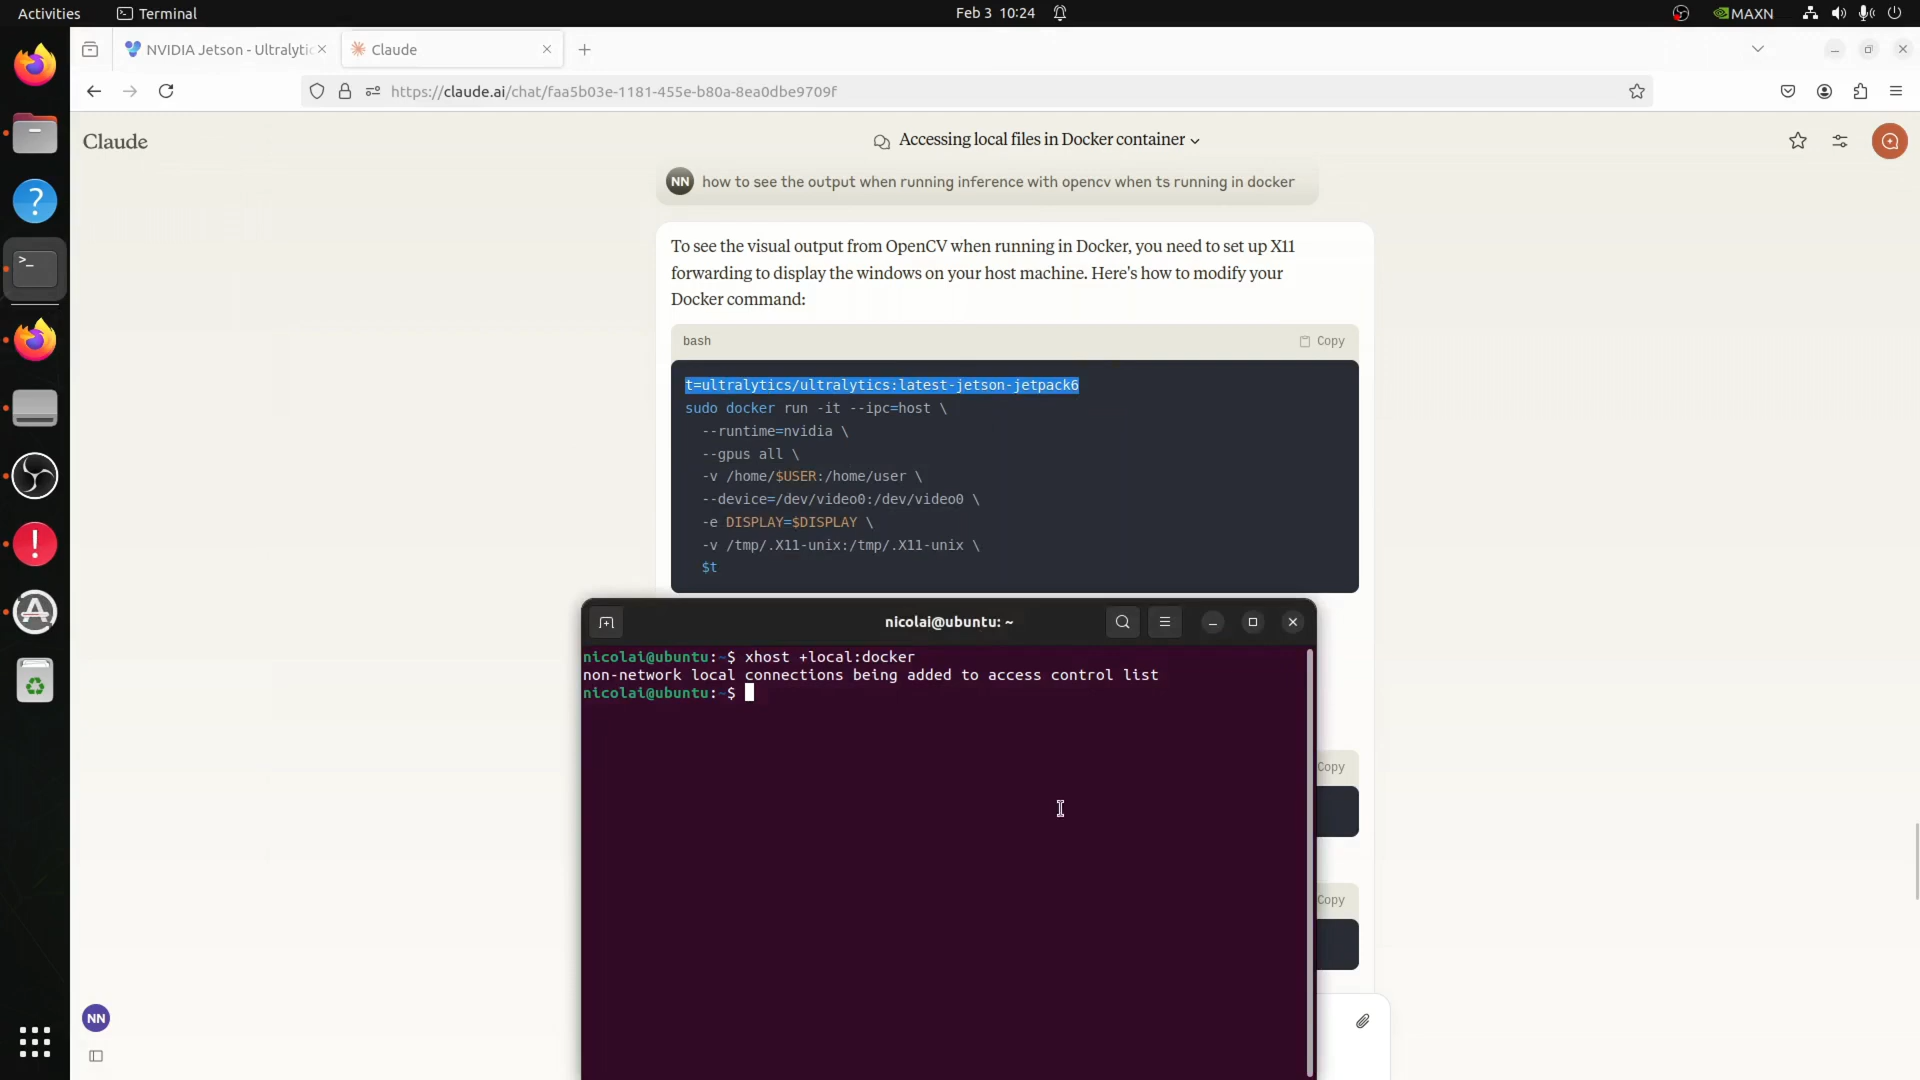 Activities
Terminal
Feb 3 10:24
MAXN
NVIDIA Jetson - Ultralytic
Claude
https://claude.ai/chat/faa5b03e-1181-455e-b80a-8ea0dbe9709f
Claude
Accessing local files in Docker container
NN
how to see the output when running inference with opencv when ts running in docker
To see the visual output from OpenCV when running in Docker, you need to set up X11
forwarding to display the windows on your host machine. Here's how to modify your
Docker command:
bash
Copy
t=ultralytics/ultralytics:latest-jetson-jetpack6
sudo docker run -it --ipc=host \
--runtime=nvidia \
--gpus all \
-v /home/$USER:/home/user \
--device=/dev/video0:/dev/video0 \
-e DISPLAY=$DISPLAY \
-v /tmp/.X11-unix:/tmp/.X11-unix \
$t
nicolai@ubuntu: ~
nicolai@ubuntu:~$ xhost +local:docker
non-network local connections being added to access control list
nicolai@ubuntu:~$
Copy
Copy
NN